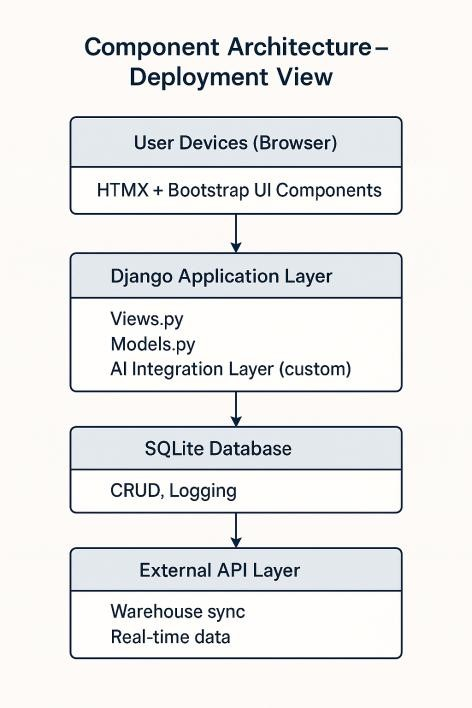 Component Architecture–
Deployment View
User Devices (Browser)
HTMX + Bootstrap UI Components
Django Application Layer
Views.py
Models.py
AI Integration Layer (custom)
SQLite Database
CRUD, Logging
External API Layer
Warehouse sync
Real-time data